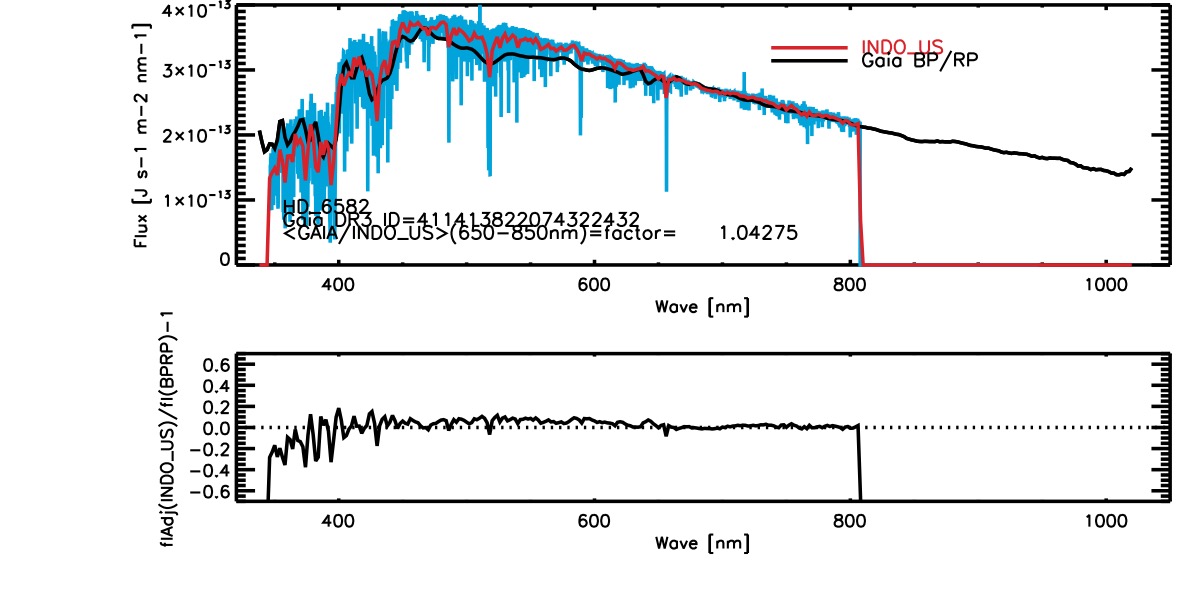 4×10-13
3×10-13
2×10-13
1×10-13
0
Flux [J s-1 m-2 nm-1]
INDO_US
Gaia BP/RP
HD_6582
Gaia DR3 ID=411413822074322432
<GAIA/INDO_US>(650-850nm)=factor= 1.04275
400 600 800 1000
Wave [nm]
flAdj(INDO_US)/fl(BPRP)-1
0.6
0.4
0.2
0.0
-0.2
-0.4
-0.6
400 600 800 1000
Wave [nm]